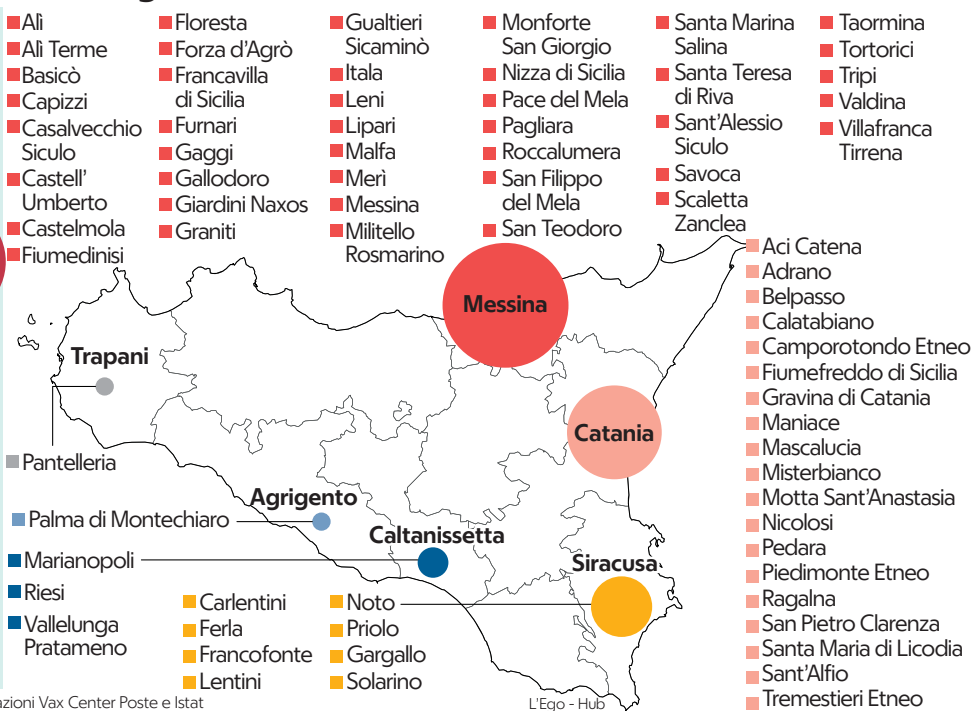 Alì
Alì Terme
Basicò
Capizzi
Casalvecchio
Siculo
Castell'
Umberto
Castelmola
Fiumedinisi
Floresta
Forza d'Agrò
Francavilla
di Sicilia
Furnari
Gaggi
Gallodoro
Giardini Naxos
Graniti
Gualtieri
Sicaminò
Itala
Leni
Lipari
Malfa
Merì
Messina
Militello
Rosmarino
Monforte
San Giorgio
Nizza di Sicilia
Pace del Mela
Pagliara
Roccalumera
San Filippo
del Mela
San Teodoro
Santa Marina
Salina
Santa Teresa
di Riva
Sant'Alessio
Siculo
Savoca
Scaletta
Zanclea
Taormina
Tortorici
Tripi
Valdina
Villafranca
Tirrena
Messina
Trapani
Catania
Agrigento
Caltanissetta
Siracusa
Aci Catena
Adrano
Belpasso
Calatabiano
Camporotondo Etneo
Fiumefreddo di Sicilia
Gravina di Catania
Maniace
Mascalucia
Misterbianco
Motta Sant'Anastasia
Nicolosi
Pedara
Piedimonte Etneo
Ragalna
San Pietro Clarenza
Santa Maria di Licodia
Sant'Alfio
Tremestieri Etneo
Pantelleria
Palma di Montechiaro
Marianopoli
Riesi
Vallelunga
Pratameno
Carlentini
Ferla
Francofonte
Lentini
Noto
Priolo
Gargallo
Solarino
azioni Vax Center Poste e Istat
L'Ego - Hub